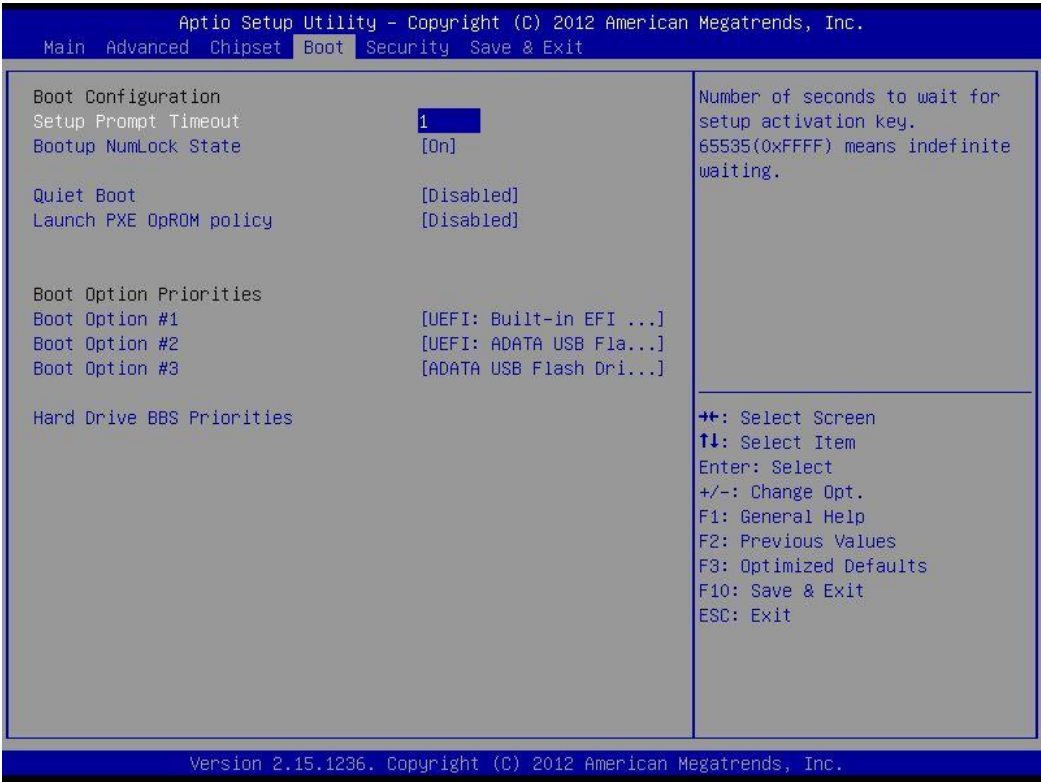 Aptio Setup Utility – Copyright (C) 2012 American Megatrends, Inc.
Main Advanced Chipset Boot Security Save & Exit
Boot Configuration
Setup Prompt Timeout 1
Bootup NumLock State [On]
Quiet Boot [Disabled]
Launch PXE OpROM policy [Disabled]
Boot Option Priorities
Boot Option #1 [UEFI: Built-in EFI ...]
Boot Option #2 [UEFI: ADATA USB Fla...]
Boot Option #3 [ADATA USB Flash Dri...]
Hard Drive BBS Priorities
Number of seconds to wait for
setup activation key.
65535(0xFFFF) means indefinite
waiting.
→←: Select Screen
↑↓: Select Item
Enter: Select
+/-: Change Opt.
F1: General Help
F2: Previous Values
F3: Optimized Defaults
F10: Save & Exit
ESC: Exit
Version 2.15.1236. Copyright (C) 2012 American Megatrends, Inc.